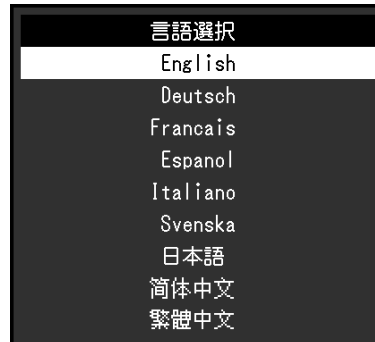 言語選択
English
Deutsch
Francais
Espanol
Italiano
Svenska
日本語
简体中文
繁體中文